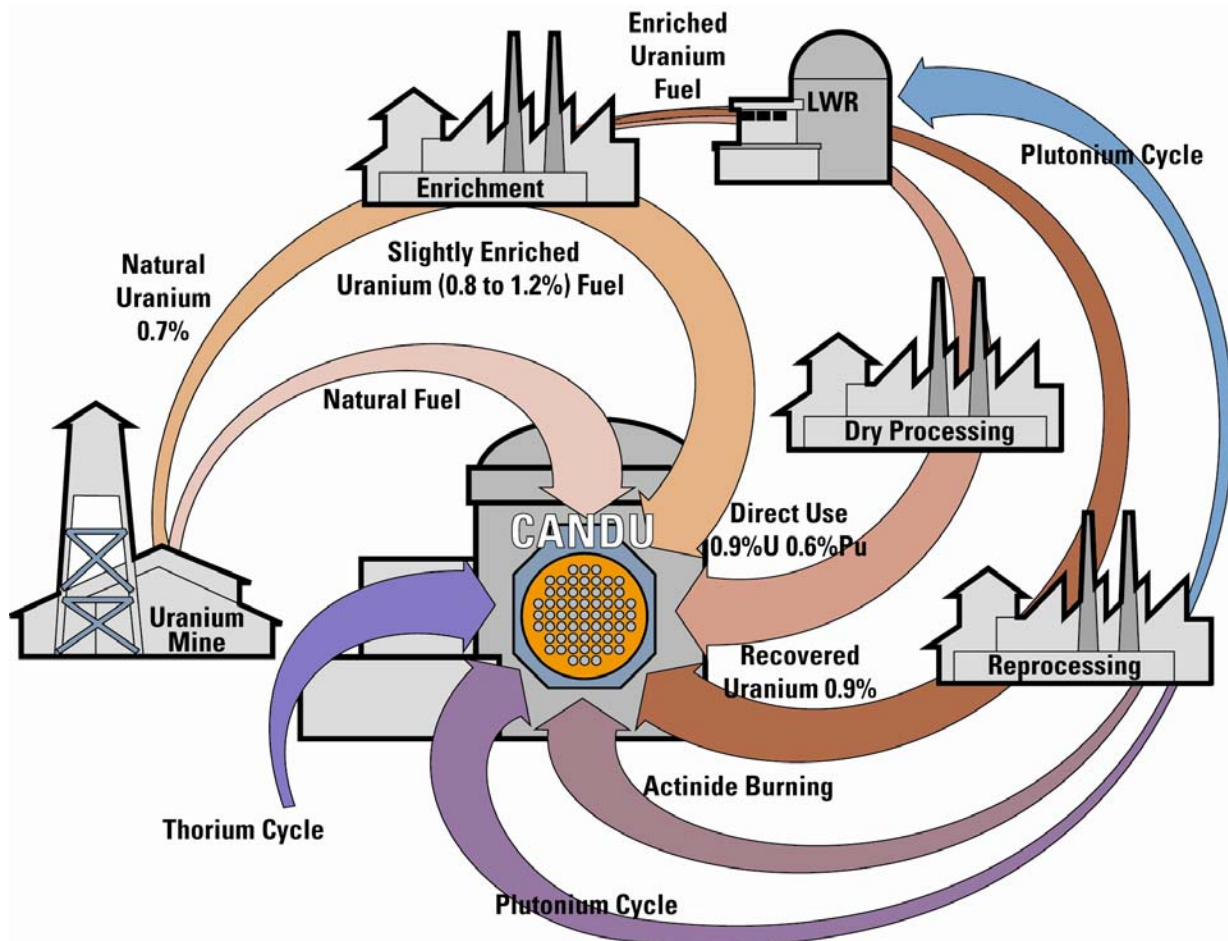 Enriched
Uranium
Fuel
LWR
Plutonium Cycle
Enrichment
Natural
Uranium
0.7%
Slightly Enriched
Uranium (0.8 to 1.2%) Fuel
Natural Fuel
Dry Processing
CANDU
Direct Use
0.9%U 0.6%Pu
Uranium
Mine
Recovered
Uranium 0.9%
Reprocessing
Actinide Burning
Thorium Cycle
Plutonium Cycle